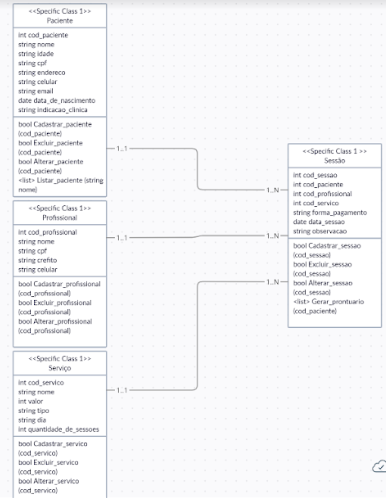 <<Specific Class 1>>
Paciente
int cod_paciente
string nome
string idade
string cpf
string endereco
string celular
string email
date data_de_nascimento
string indicacao_clinica
bool Cadastrar_paciente
(cod_paciente)
bool Excluir_paciente
(cod_paciente)
bool Alterar_paciente
(cod_paciente)
<list> Listar_paciente (string
nome)
1..1
1..N
<<Specific Class 1>>
Profissional
int cod_profissional
string nome
string cpf
string crefito
string celular
bool Cadastrar_profissional
(cod_profissional)
bool Excluir_profissional
(cod_profissional)
bool Alterar_profissional
(cod_profissional)
1..1
1..N
<<Specific Class 1>>
Serviço
int cod_servico
string nome
int valor
string tipo
string dia
int quantidade_de_sessoes
bool Cadastrar_servico
(cod_servico)
bool Excluir_servico
(cod_servico)
bool Alterar_servico
(cod_servico)
1..1
1..N
<<Specific Class 1>>
Sessão
int cod_sessao
int cod_paciente
int cod_profissional
int cod_servico
string forma_pagamento
date data_sessao
string observacao
bool Cadastrar_sessao
(cod_sessao)
bool Excluir_sessao
(cod_sessao)
bool Alterar_sessao
(cod_sessao)
<list> Gerar_prontuario
(cod_paciente)